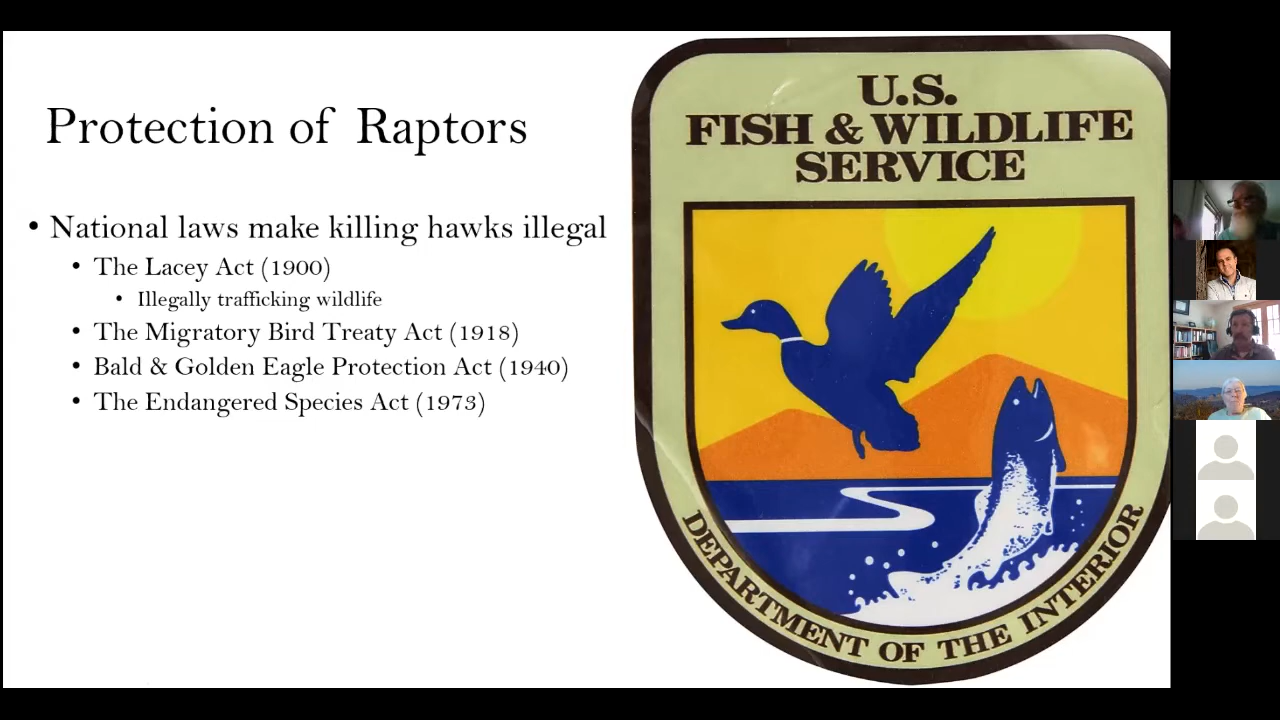 Protection of Raptors
• National laws make killing hawks illegal
• The Lacey Act (1900)
• Illegally trafficking wildlife
• The Migratory Bird Treaty Act (1918)
• Bald & Golden Eagle Protection Act (1940)
• The Endangered Species Act (1973)
U.S.
FISH & WILDLIFE
SERVICE
DEPARTMENT OF THE INTERIOR